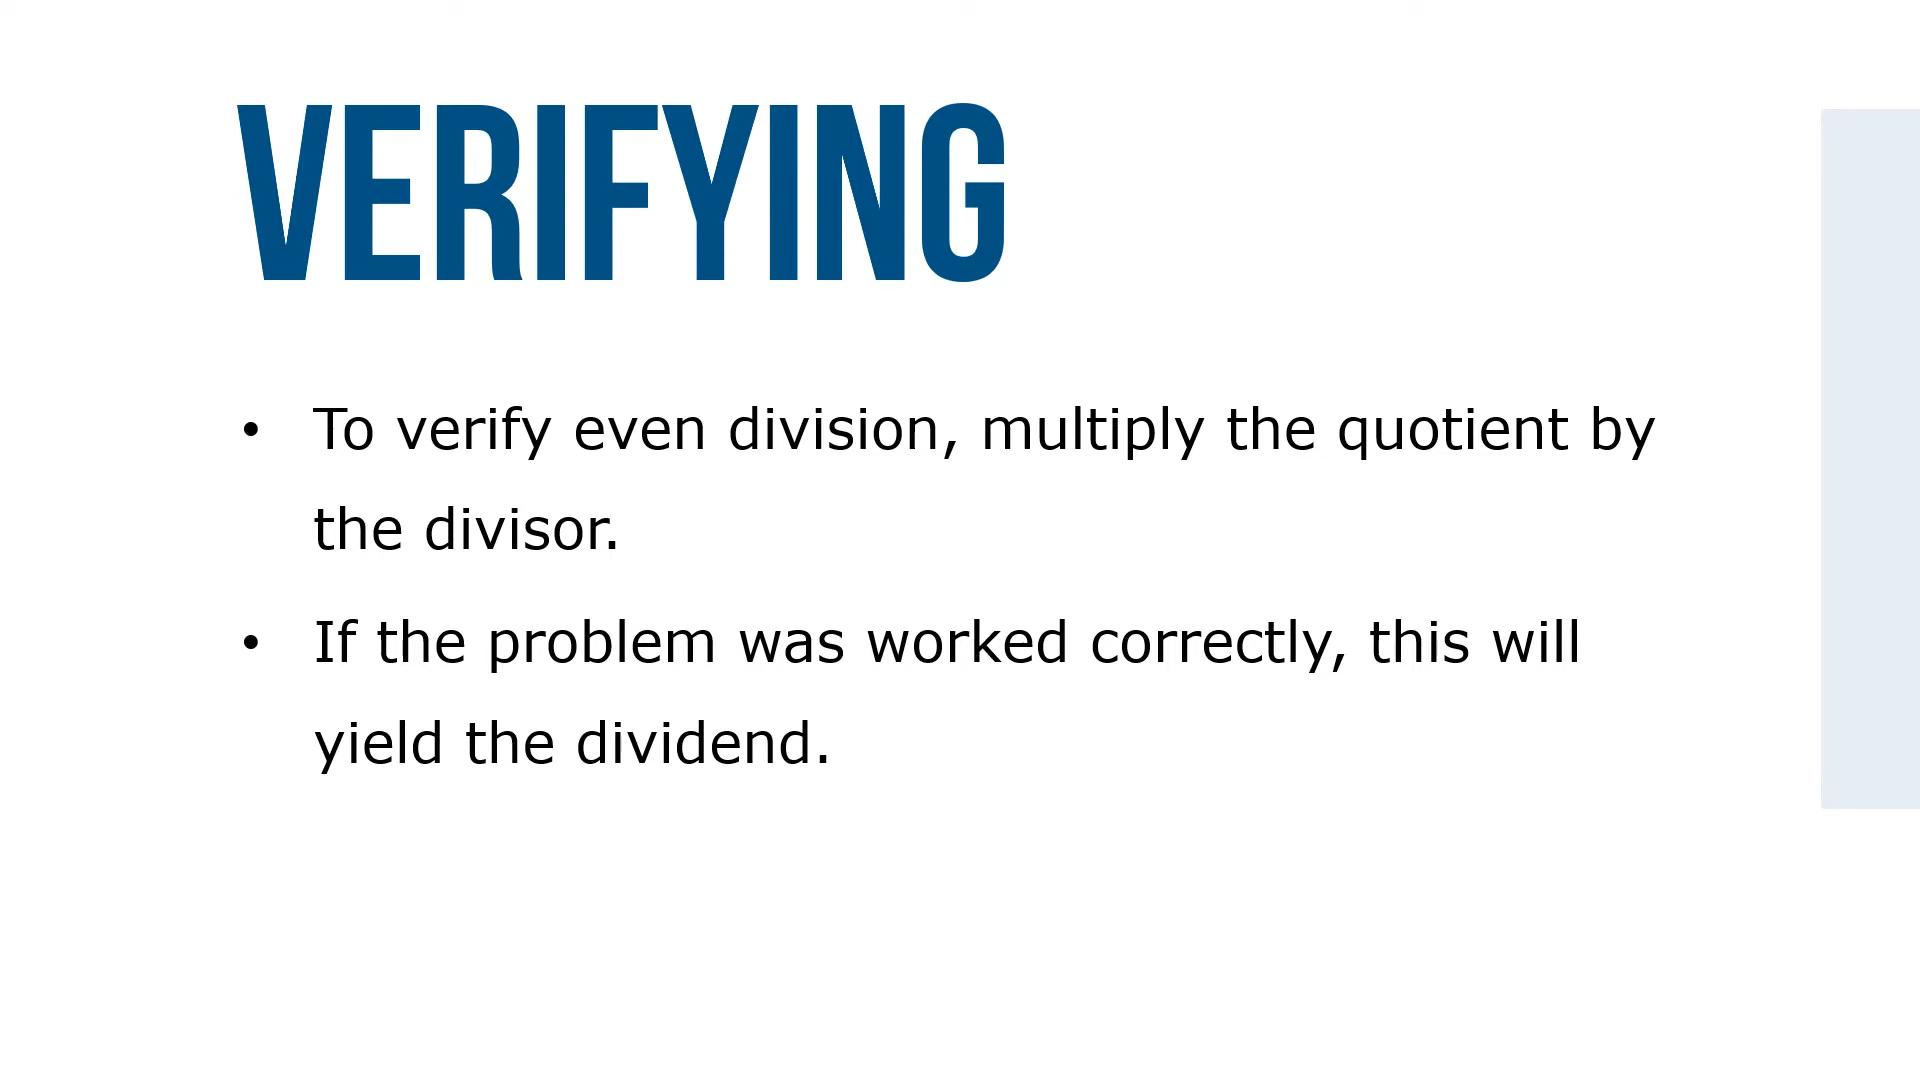 VERIFYING
• To verify even division, multiply the quotient by
the divisor.
• If the problem was worked correctly, this will
yield the dividend.